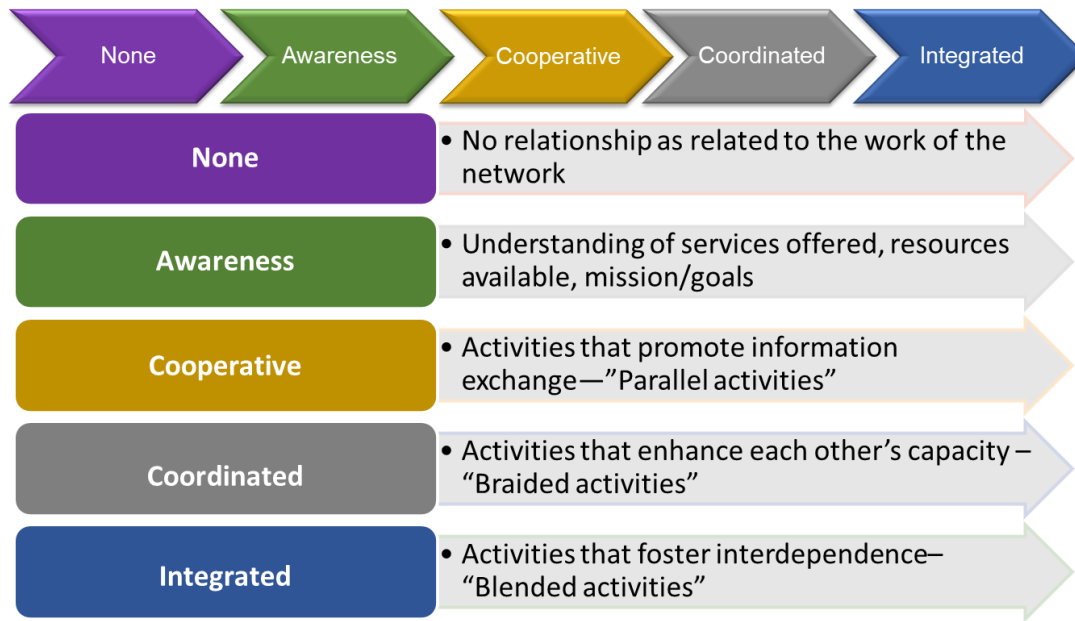 None
Awareness
Cooperative
Coordinated
Integrated
None
• No relationship as related to the work of the
network
Awareness
• Understanding of services offered, resources
available, mission/goals
Cooperative
• Activities that promote information
exchange—”Parallel activities”
Coordinated
• Activities that enhance each other’s capacity –
“Braided activities”
Integrated
• Activities that foster interdependence–
“Blended activities”